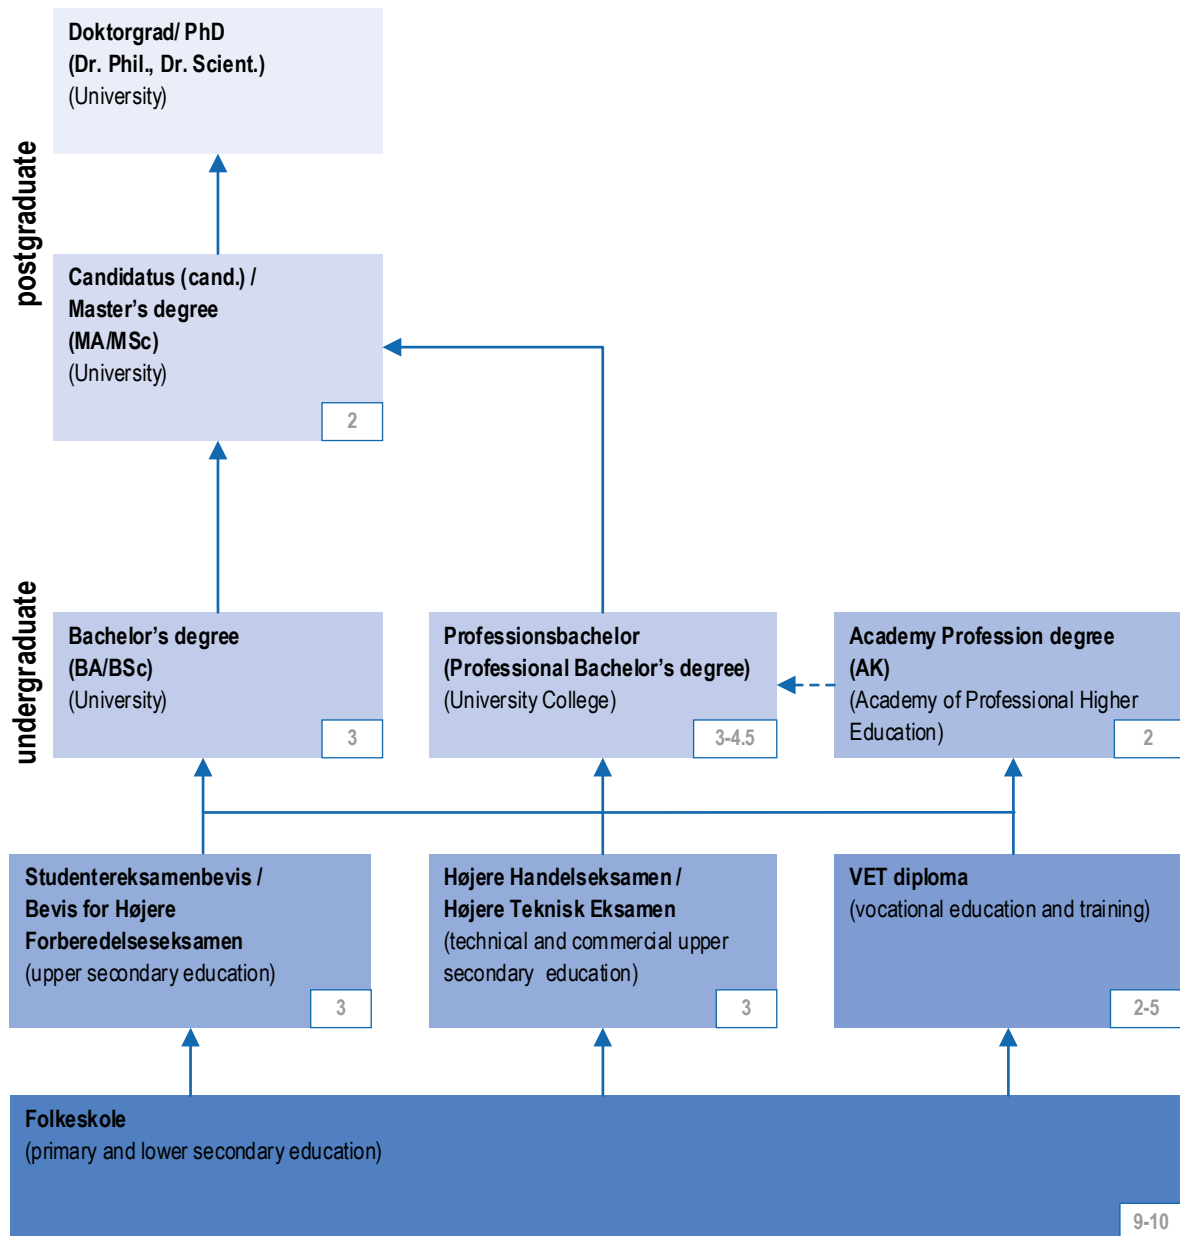 Doktorgrad/ PhD
(Dr. Phil., Dr. Scient.)
(University)
postgraduate
Candidatus (cand.) /
Master's degree
(MA/MSc)
(University)
2
undergraduate
Bachelor's degree
(BA/BSc)
(University)
3
Professionsbachelor
(Professional Bachelor's degree)
(University College)
3-4.5
Academy Profession degree
(AK)
(Academy of Professional Higher
Education)
2
Studentereksamenbevis /
Bevis for Højere
Forberedelseseksamen
(upper secondary education)
3
Højere Handelseksamen /
Højere Teknisk Eksamen
(technical and commercial upper
secondary education)
3
VET diploma
(vocational education and training)
2-5
Folkeskole
(primary and lower secondary education)
9-10